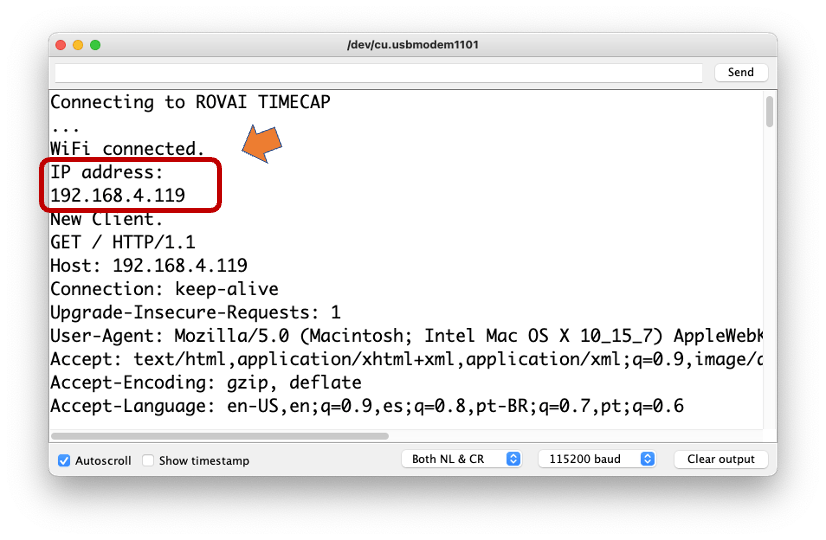 /dev/cu.usbmodem1101
Send
Connecting to ROVAI TIMECAP
...
WiFi connected.
IP address:
192.168.4.119
New Client.
GET / HTTP/1.1
Host: 192.168.4.119
Connection: keep-alive
Upgrade-Insecure-Requests: 1
User-Agent: Mozilla/5.0 (Macintosh; Intel Mac OS X 10_15_7) AppleWebK
Accept: text/html,application/xhtml+xml,application/xml;q=0.9,image/a
Accept-Encoding: gzip, deflate
Accept-Language: en-US,en;q=0.9,es;q=0.8,pt-BR;q=0.7,pt;q=0.6
Autoscroll Show timestamp Both NL & CR 115200 baud Clear output